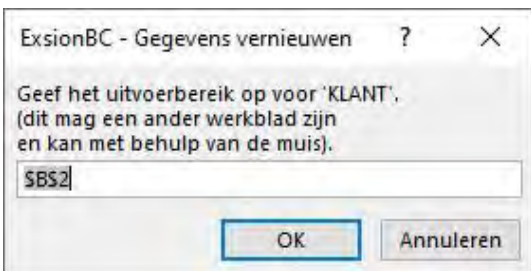 ExsionBC - Gegevens vernieuwen ? X
Geef het uitvoerbereik op voor 'KLANT'.
(dit mag een ander werkblad zijn
en kan met behulp van de muis).
$B$2
OK Annuleren